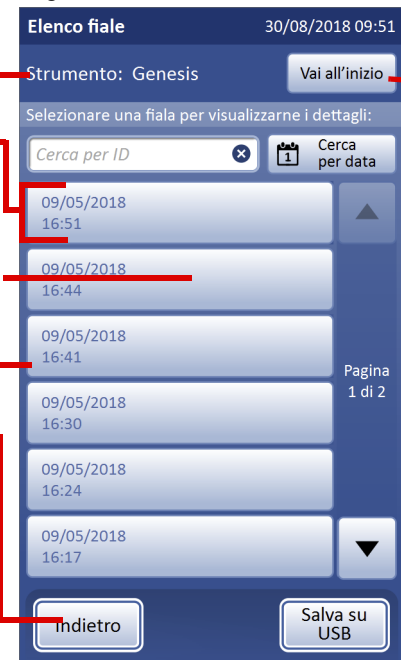 Elenco fiale 30/08/2018 09:51
Strumento: Genesis Vai all'inizio
Selezionare una fiala per visualizzarne i dettagli:
Cerca per ID 1 Cerca
per data
09/05/2018
16:51
09/05/2018
16:44
09/05/2018
16:41
Pagina
1 di 2
09/05/2018
16:30
09/05/2018
16:24
09/05/2018
16:17
Indietro
Salva su
USB